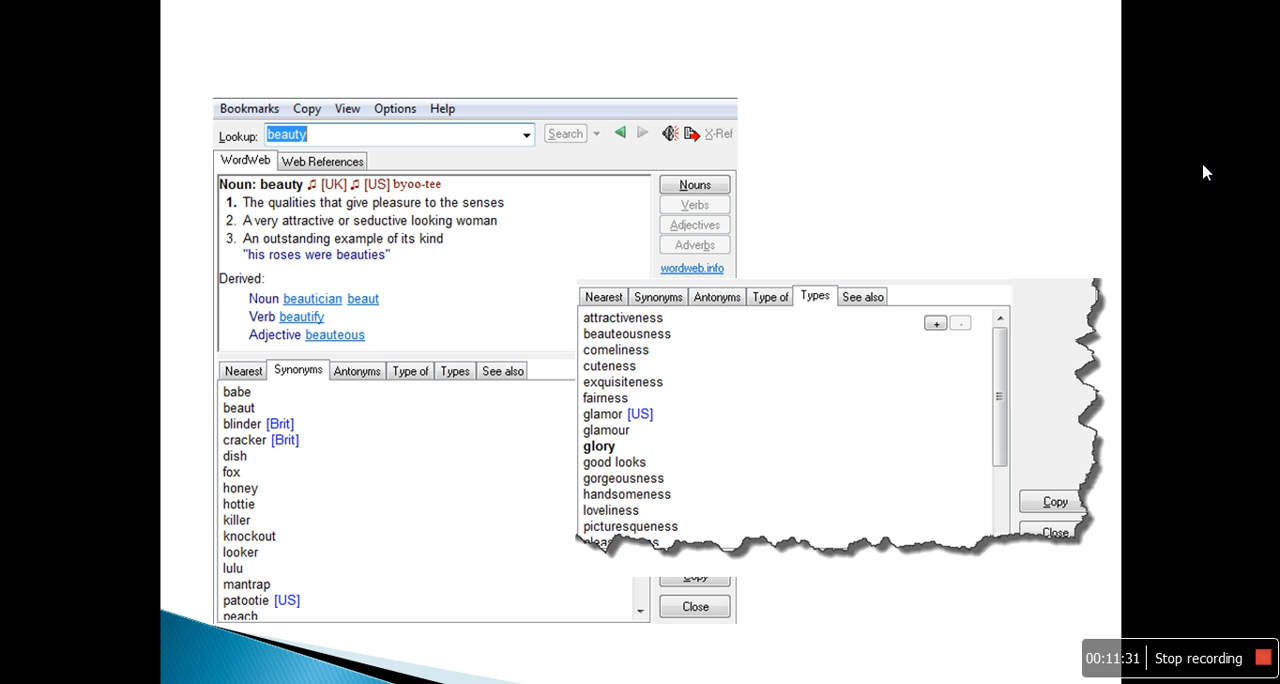 Bookmarks Copy View Options Help
Lookup: beauty Search X-Ref
WordWeb Web References
Noun: beauty ♫ [UK] ♫ [US] byoo-tee
1. The qualities that give pleasure to the senses
2. A very attractive or seductive looking woman
3. An outstanding example of its kind
"his roses were beauties"
Derived:
Noun beautician beaut
Verb beautify
Adjective beauteous
Nouns
Verbs
Adjectives
Adverbs
wordweb.info
Nearest Synonyms Antonyms Type of Types See also
babe
beaut
blinder [Brit]
cracker [Brit]
dish
fox
honey
hottie
killer
knockout
looker
lulu
mantrap
patootie [US]
peach
Copy
Close
Nearest Synonyms Antonyms Type of Types See also
attractiveness
beauteousness
comeliness
cuteness
exquisiteness
fairness
glamor [US]
glamour
glory
good looks
gorgeousness
handsomeness
loveliness
picturesqueness
+ -
Copy
Close
00:11:31 Stop recording